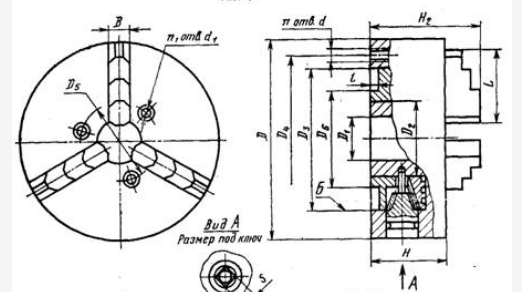 B
n₁ отв. d₁
D₅
Вид А
Размер под ключ
S
n отв. d
H₂
l
L
D
D₄
D₃
D₆
D₁
D₂
Б
H
А